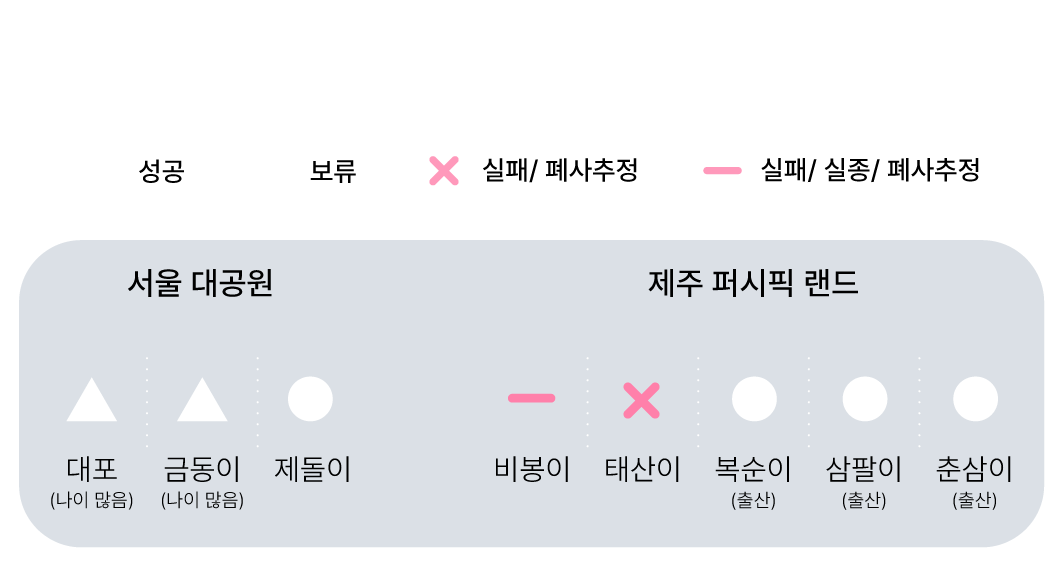 성공 보류 실패/ 폐사추정 실패/ 실종/ 폐사추정
서울 대공원 제주 퍼시픽 랜드
대포 금동이 제돌이 비봉이 태산이 복순이 삼팔이 춘삼이
(나이 많음) (나이 많음) (출산) (출산) (출산)